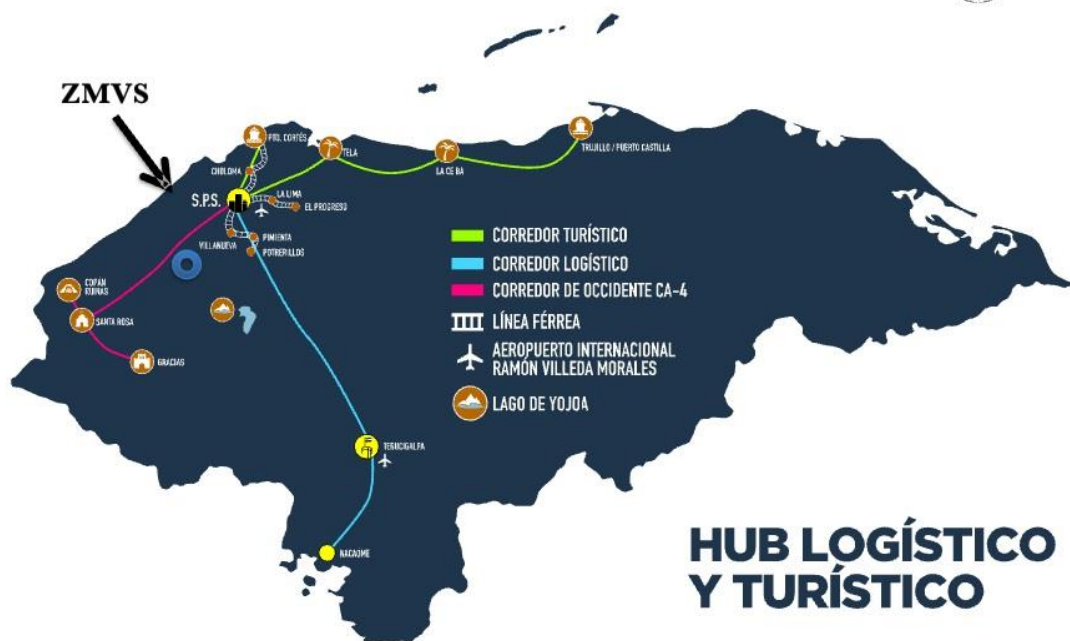 ZMVS
PTO. CORTÉS
CHOLOMA
TELA
LA CEIBA
TRUJILLO / PUERTO CASTILLA
S.P.S.
LA LIMA
EL PROGRESO
VILLANUEVA
PIMIENTA
POTRERILLOS
COPÁN
RUINAS
SANTA ROSA
GRACIAS
TEGUCIGALPA
NACAOME
CORREDOR TURÍSTICO
CORREDOR LOGÍSTICO
CORREDOR DE OCCIDENTE CA-4
LÍNEA FÉRREA
AEROPUERTO INTERNACIONAL
RAMÓN VILLEDA MORALES
LAGO DE YOJOA
HUB LOGÍSTICO
Y TURÍSTICO